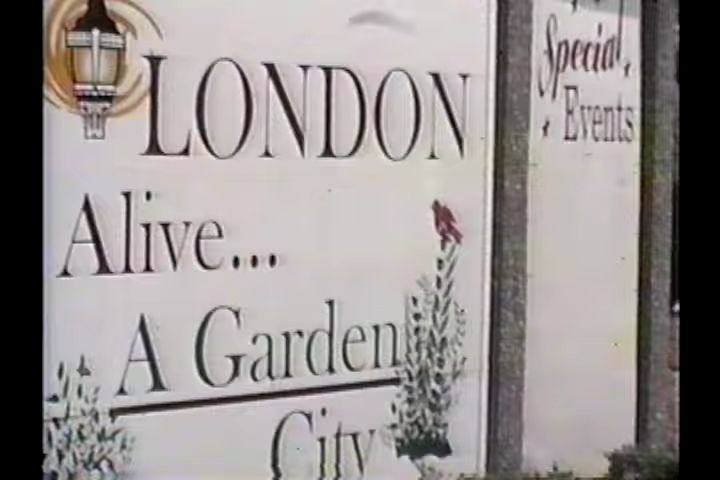 LONDON
Alive...
A Garden
City
Special
Events